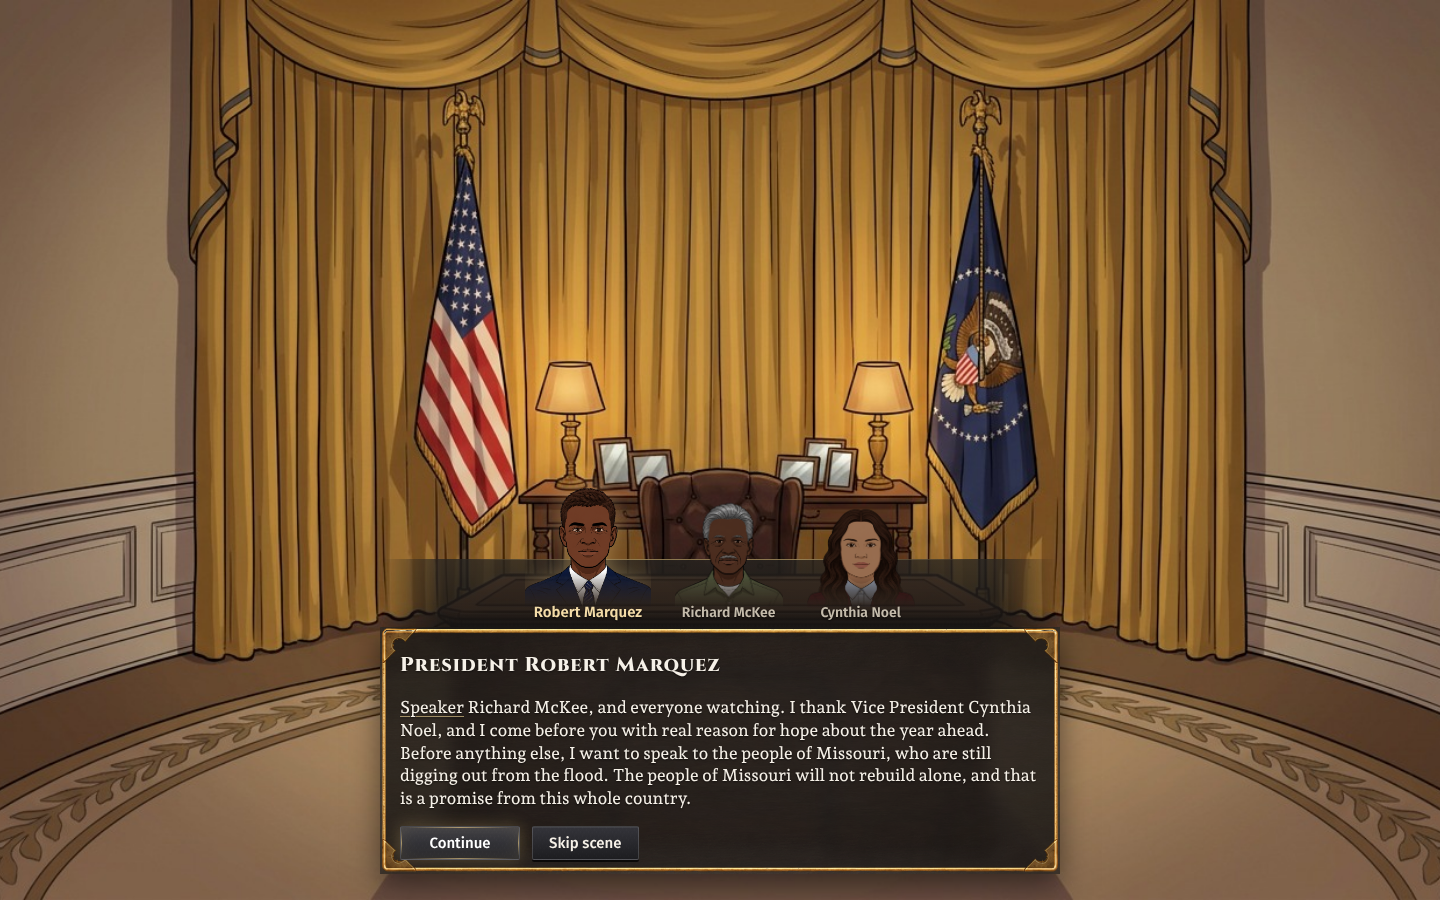 Robert Marquez
Richard McKee
Cynthia Noel
President Robert Marquez
Speaker Richard McKee, and everyone watching. I thank Vice President Cynthia
Noel, and I come before you with real reason for hope about the year ahead.
Before anything else, I want to speak to the people of Missouri, who are still
digging out from the flood. The people of Missouri will not rebuild alone, and that
is a promise from this whole country.
Continue
Skip scene